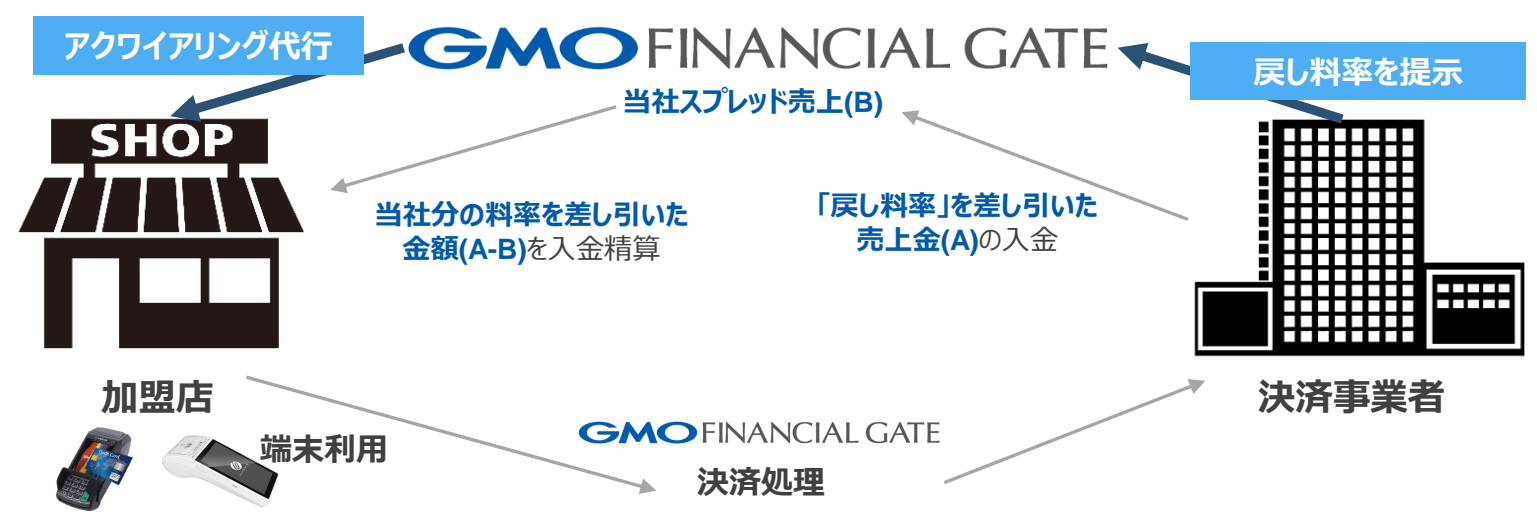 アクワイアリング代行
GMO FINANCIAL GATE
戻し料率を提示
当社スプレッド売上(B)
SHOP
当社分の料率を差し引いた
金額(A-B)を入金精算
「戻し料率」を差し引いた
売上金(A)の入金
加盟店
決済事業者
端末利用
GMO FINANCIAL GATE
決済処理